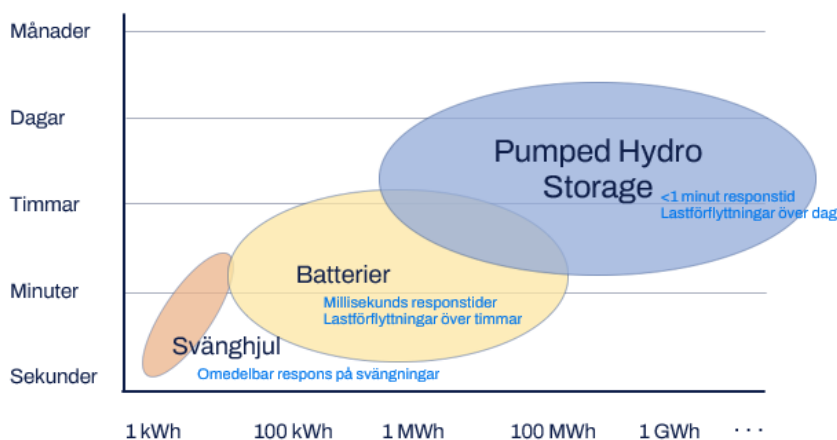 Månader
Dagar
Timmar
Minuter
Sekunder
Pumped Hydro
Storage
<1 minut responstid
Lastförflyttningar över dag
Batterier
Millisekunds responstider
Lastförflyttningar över timmar
Svänghjul
Omedelbar respons på svängningar
1 kWh
100 kWh
1 MWh
100 MWh
1 GWh
· · ·